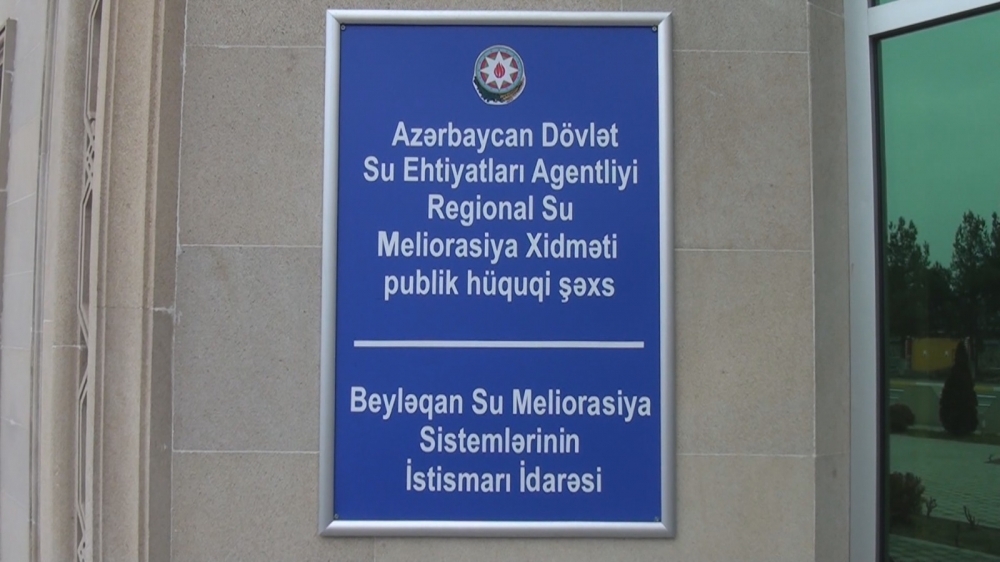 Azərbaycan Dövlət
Su Ehtiyatları Agentliyi
Regional Su
Meliorasiya Xidməti
publik hüquqi şəxs
Beyləqan Su Meliorasiya
Sistemlərinin
İstismarı İdarəsi